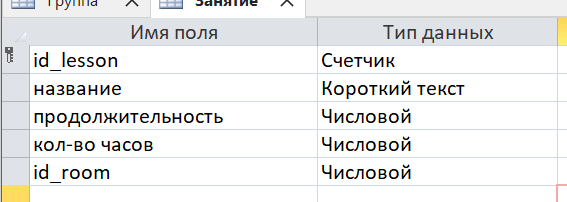 Группа Занятие
Имя поля Тип данных
id_lesson Счетчик
название Короткий текст
продолжительность Числовой
кол-во часов Числовой
id_room Числовой